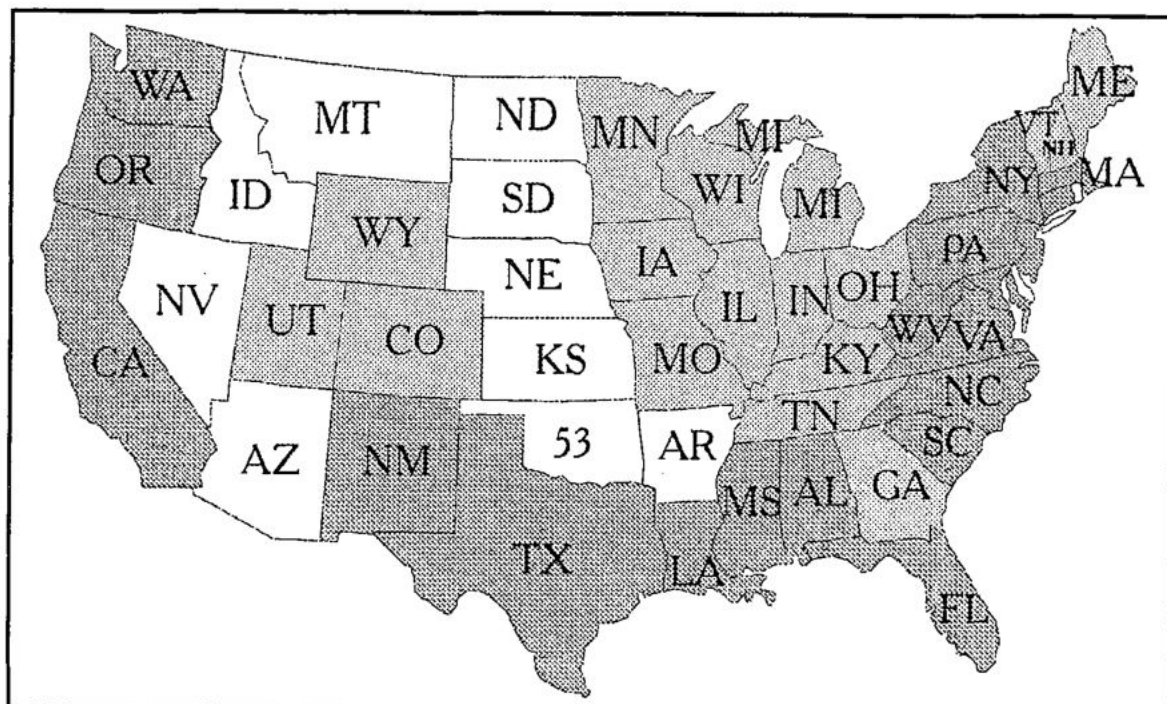 WA
MT
ND
MN
MI
ME
VT
NH
OR
ID
SD
WI
MI
NY
MA
WY
NE
IA
PA
NV
UT
CO
IL
IN
OH
WV
VA
CA
KS
MO
KY
NC
AZ
NM
53
AR
TN
SC
MS
AL
GA
TX
LA
FL